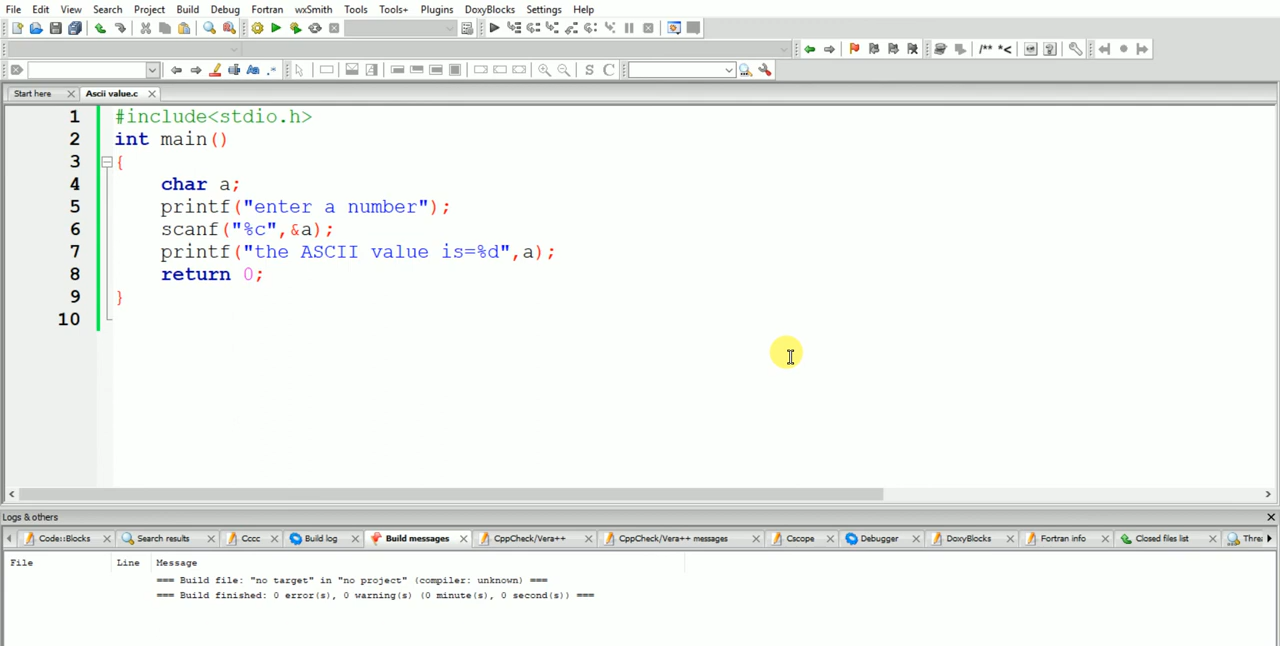 File Edit View Search Project Build Debug Fortran wxSmith Tools Tools+ Plugins DoxyBlocks Settings Help
/** *<
S C
Start here Ascii value.c
1 #include<stdio.h>
2 int main()
3 {
4 char a;
5 printf("enter a number");
6 scanf("%c",&a);
7 printf("the ASCII value is=%d",a);
8 return 0;
9 }
10
Logs & others
Code::Blocks Search results Cccc Build log Build messages CppCheck/Vera++ CppCheck/Vera++ messages Cscope Debugger DoxyBlocks Fortran info Closed files list Threa
File Line Message
=== Build file: "no target" in "no project" (compiler: unknown) ===
=== Build finished: 0 error(s), 0 warning(s) (0 minute(s), 0 second(s)) ===